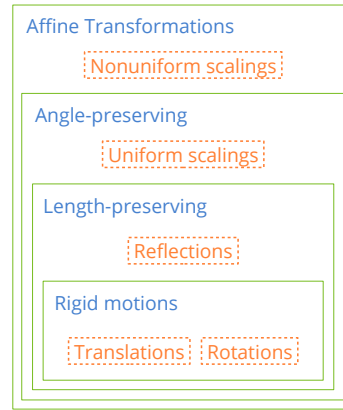 Affine Transformations
Nonuniform scalings
Angle-preserving
Uniform scalings
Length-preserving
Reflections
Rigid motions
Translations Rotations